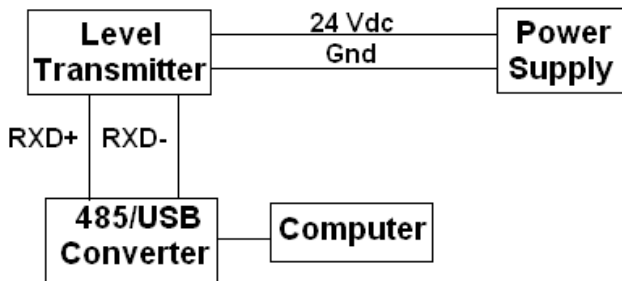 Level
Transmitter
24 Vdc
Gnd
Power
Supply
RXD+
RXD-
485/USB
Converter
Computer